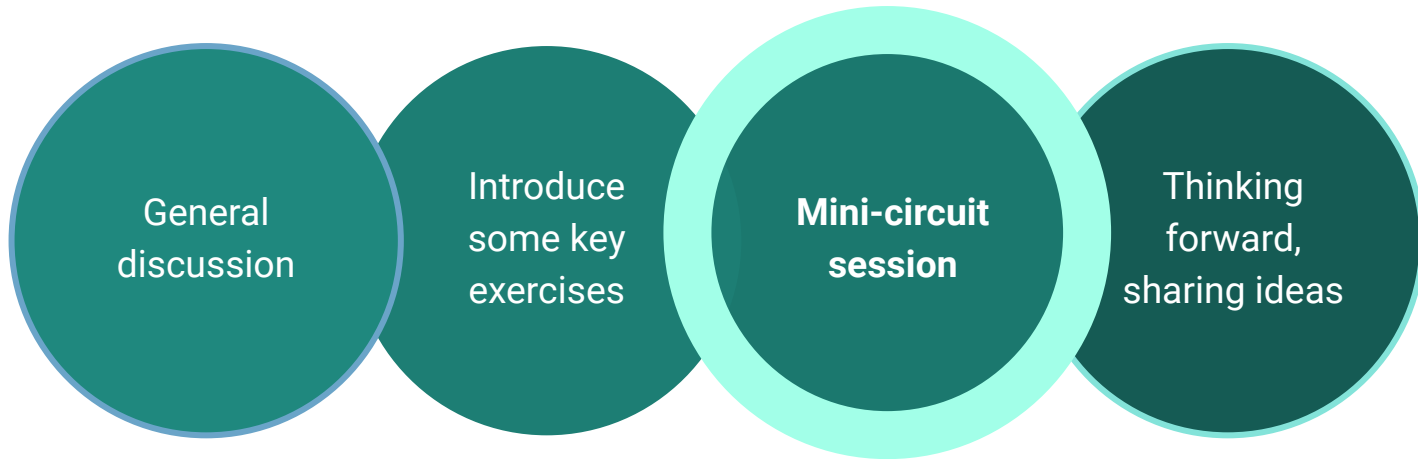 General
discussion
Introduce
some key
exercises
Mini-circuit
session
Thinking
forward,
sharing ideas